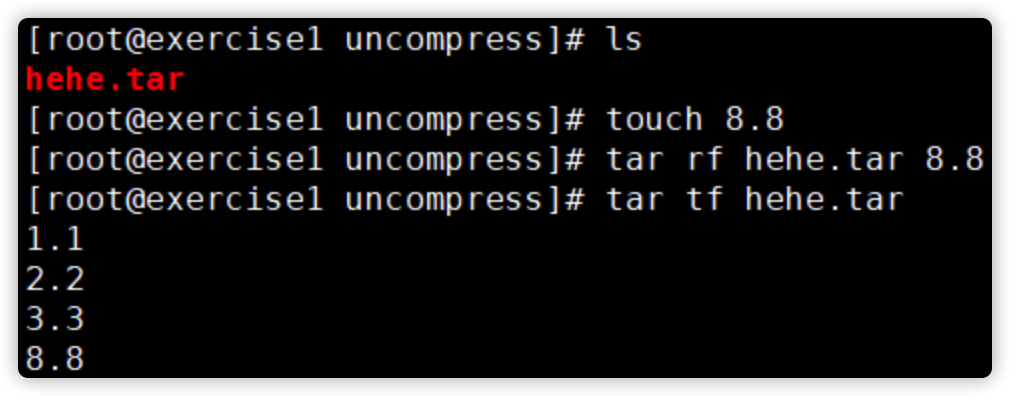 [root@exercise1 uncompress]# ls
hehe.tar
[root@exercise1 uncompress]# touch 8.8
[root@exercise1 uncompress]# tar rf hehe.tar 8.8
[root@exercise1 uncompress]# tar tf hehe.tar
1.1
2.2
3.3
8.8